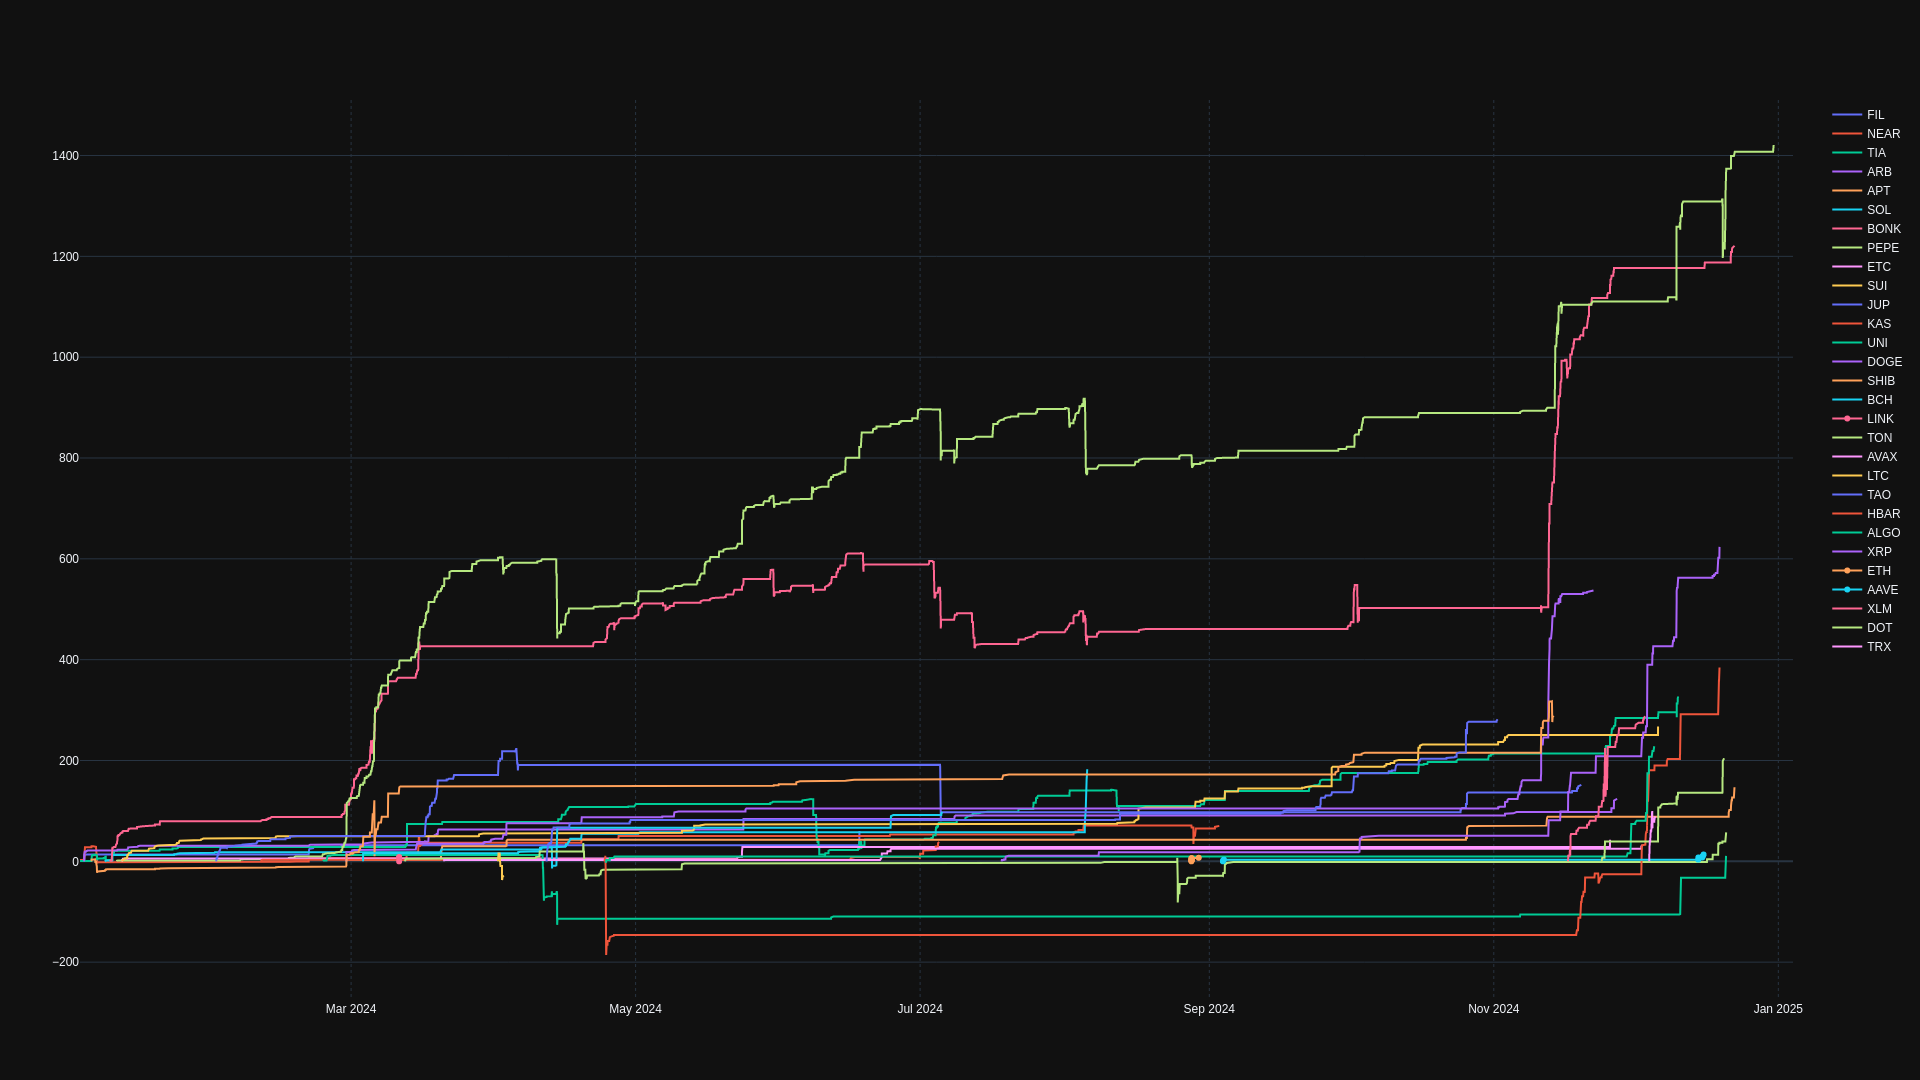 1400
1200
1000
800
600
400
200
0
−200
Mar 2024
May 2024
Jul 2024
Sep 2024
Nov 2024
Jan 2025
FIL
NEAR
TIA
ARB
APT
SOL
BONK
PEPE
ETC
SUI
JUP
KAS
UNI
DOGE
SHIB
BCH
LINK
TON
AVAX
LTC
TAO
HBAR
ALGO
XRP
ETH
AAVE
XLM
DOT
TRX